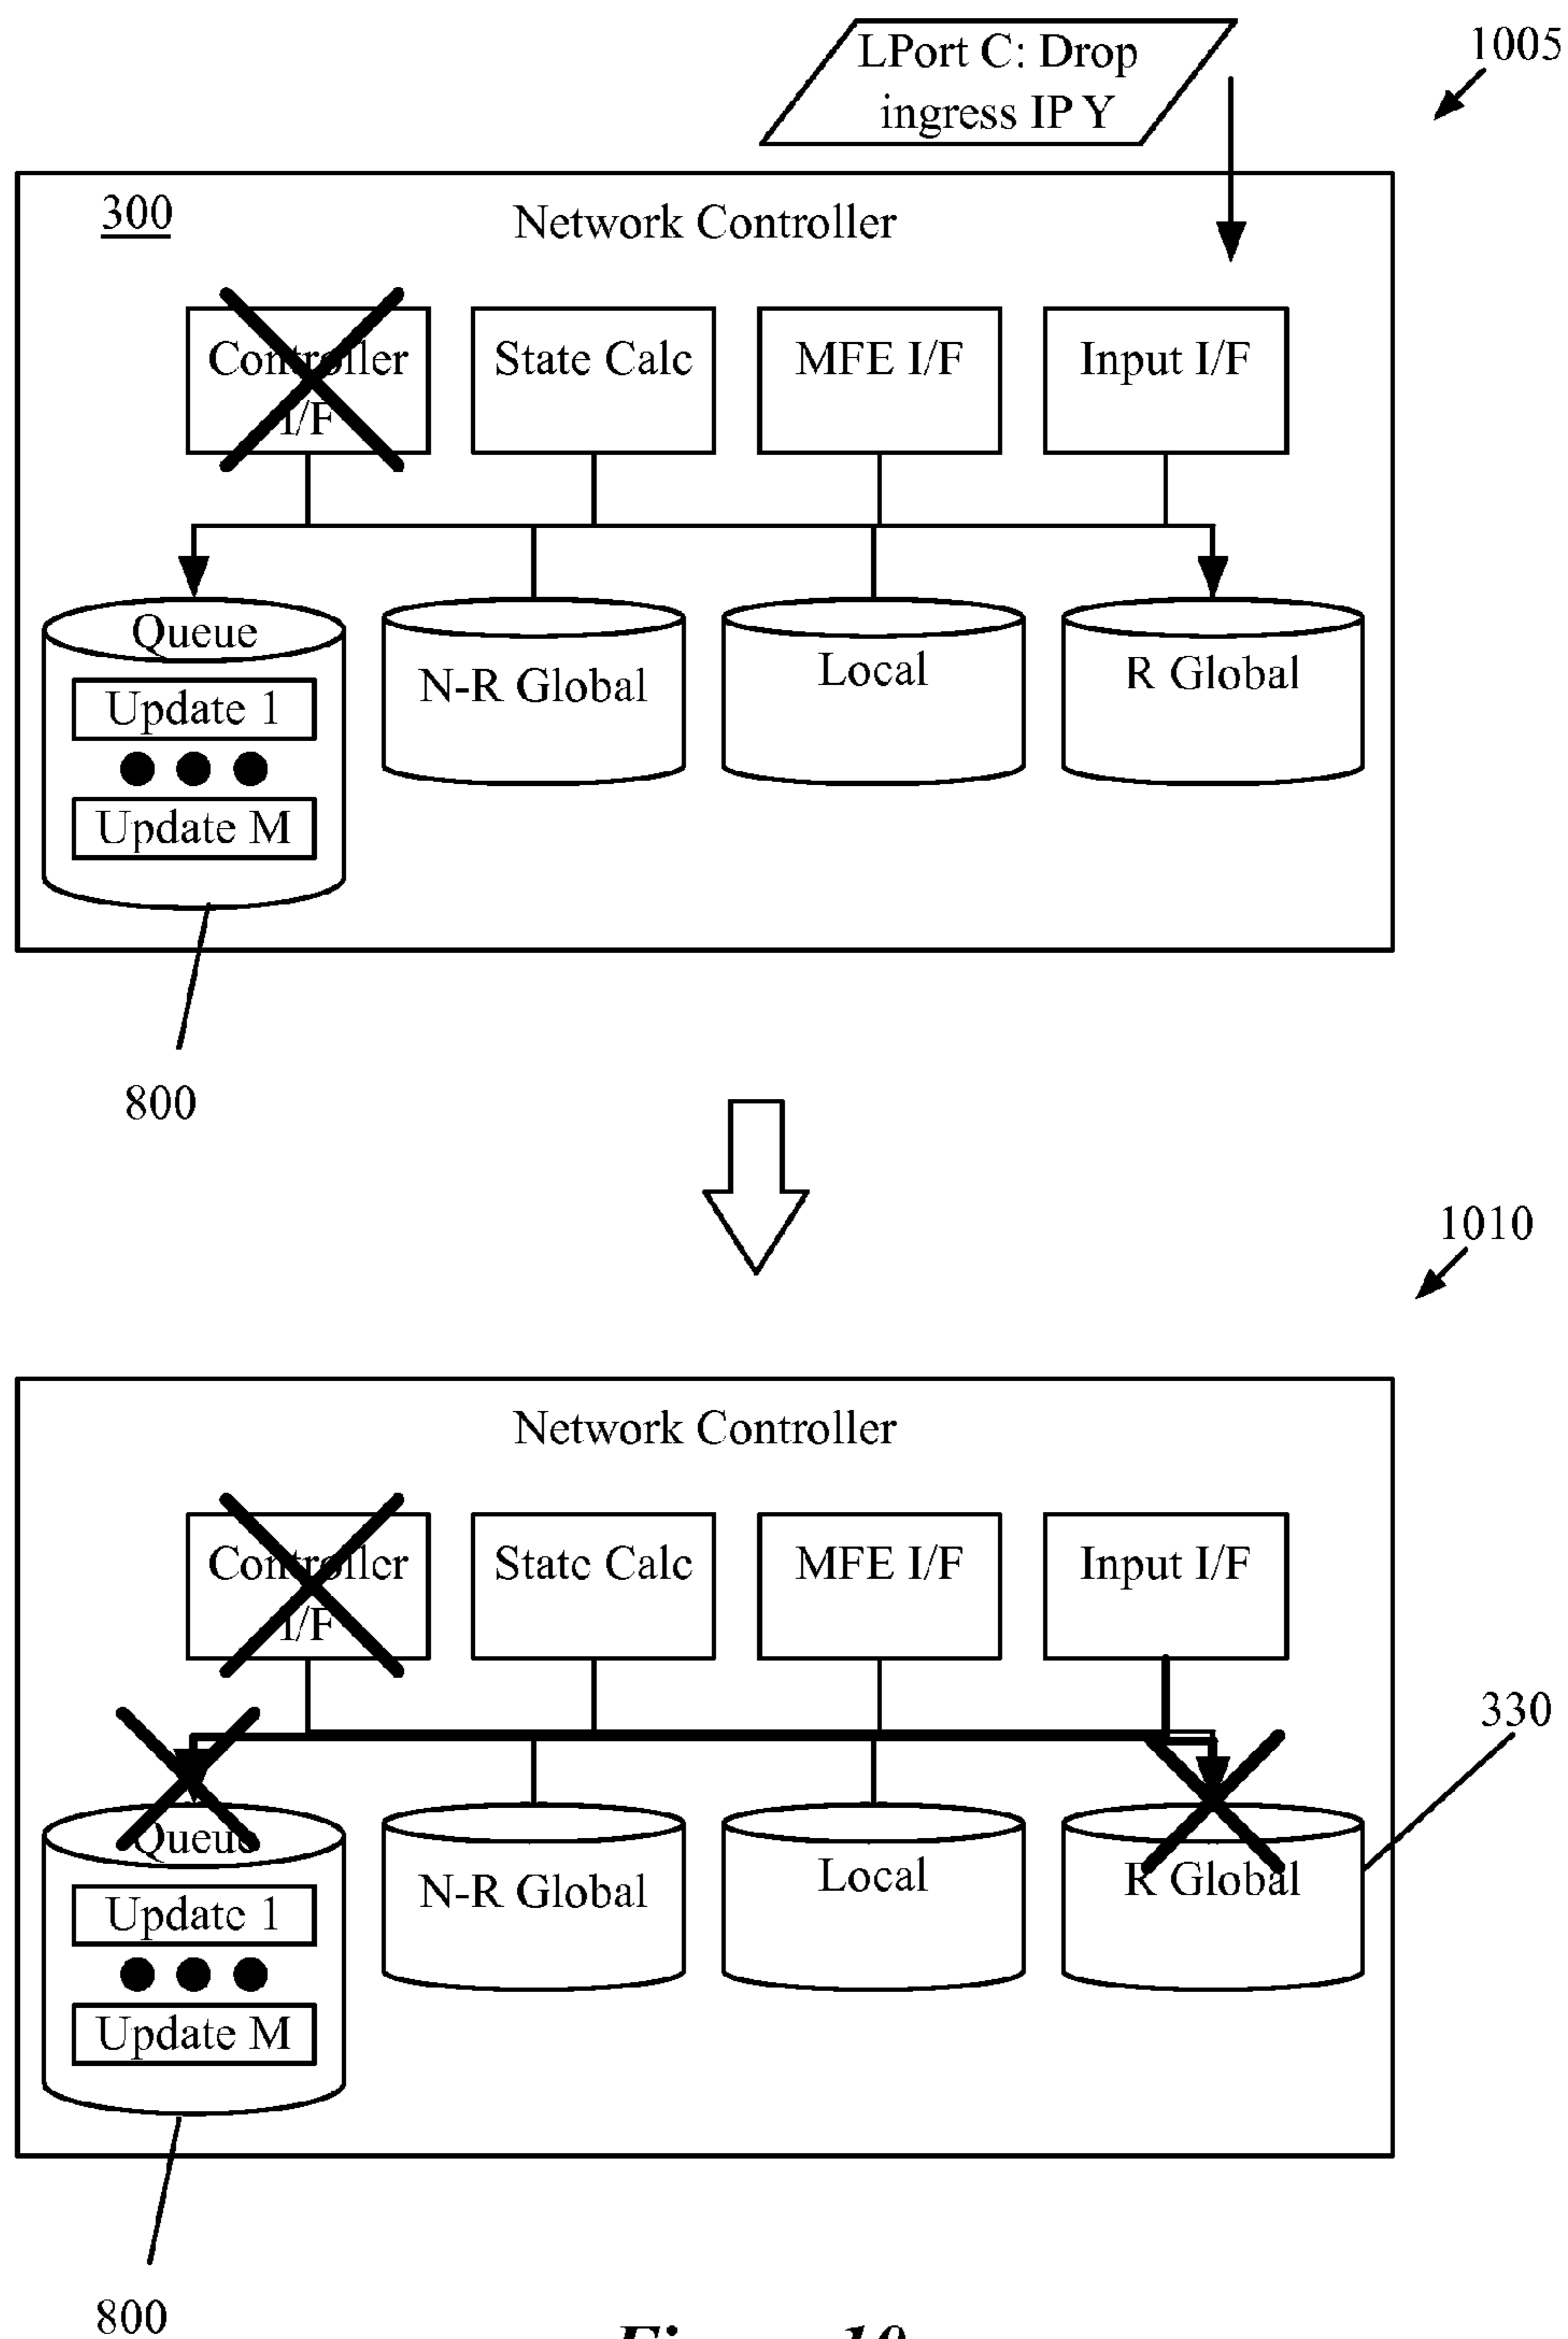 LPort C: Drop
ingress IP Y
1005
300
Network Controller
Controller
I/F
State Calc
MFE I/F
Input I/F
Queue
Update 1
Update M
N-R Global
Local
R Global
800
1010
Network Controller
Controller
I/F
State Calc
MFE I/F
Input I/F
330
Queue
Update 1
Update M
N-R Global
Local
R Global
800